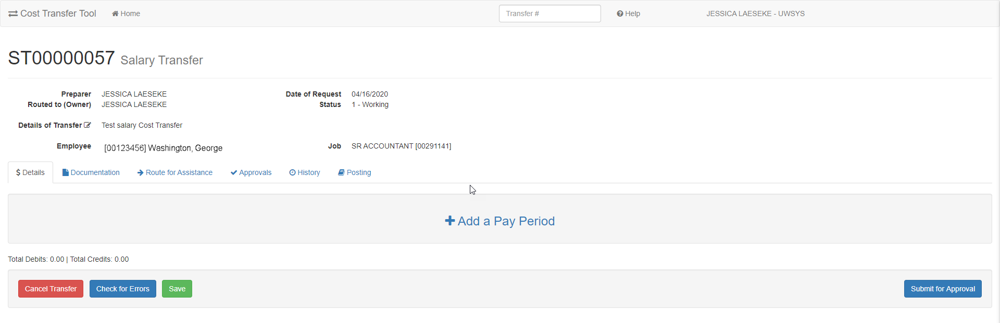 Cost Transfer Tool Home Transfer # Help JESSICA LAESEKE - UWSYS
ST00000057 Salary Transfer
Preparer JESSICA LAESEKE Date of Request 04/16/2020
Routed to (Owner) JESSICA LAESEKE Status 1 - Working
Details of Transfer Test salary Cost Transfer
Employee [00123456] Washington, George Job SR ACCOUNTANT [00291141]
$ Details Documentation Route for Assistance Approvals History Posting
Add a Pay Period
Total Debits: 0.00 | Total Credits: 0.00
Cancel Transfer Check for Errors Save Submit for Approval